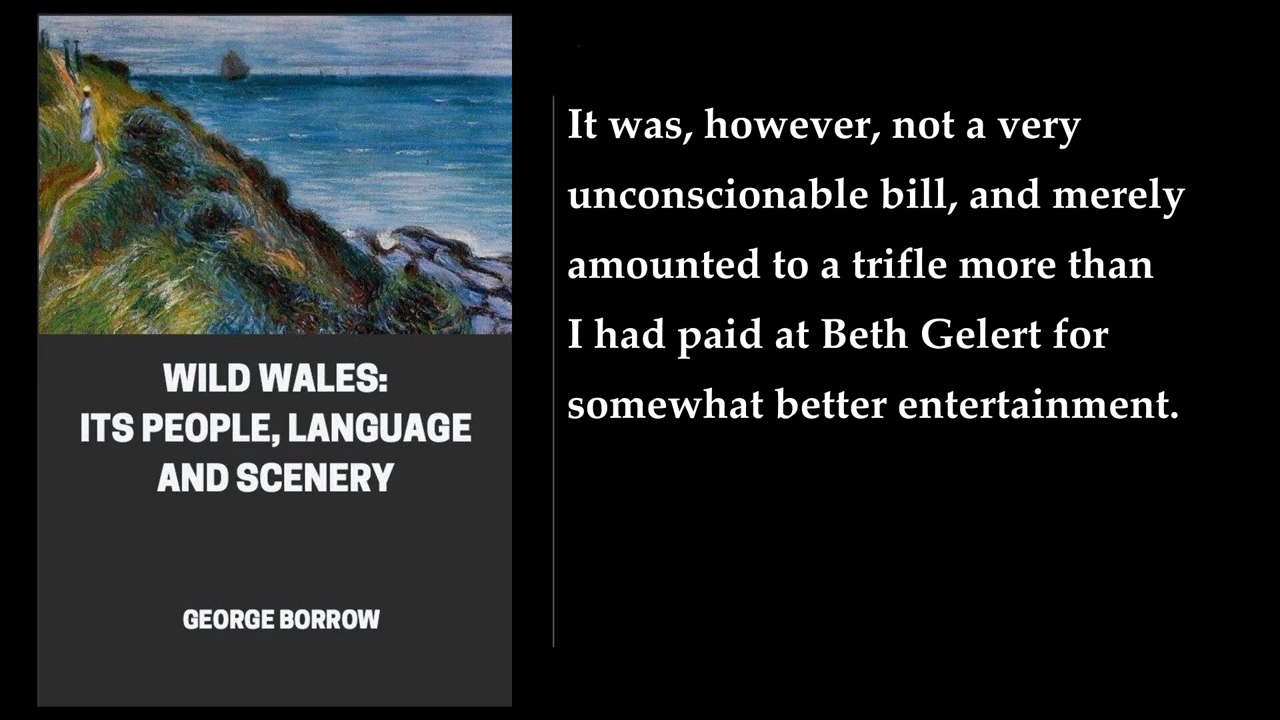 WILD WALES:
ITS PEOPLE, LANGUAGE
AND SCENERY
GEORGE BORROW
It was, however, not a very
unconscionable bill, and merely
amounted to a trifle more than
I had paid at Beth Gelert for
somewhat better entertainment.